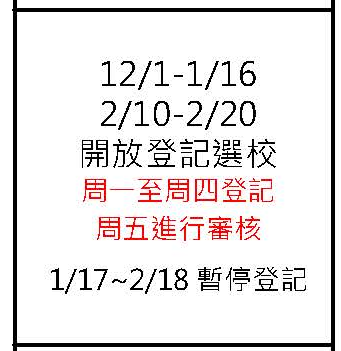 12/1-1/16
2/10-2/20
開放登記選校
周一至周四登記
周五進行審核
1/17~2/18 暫停登記